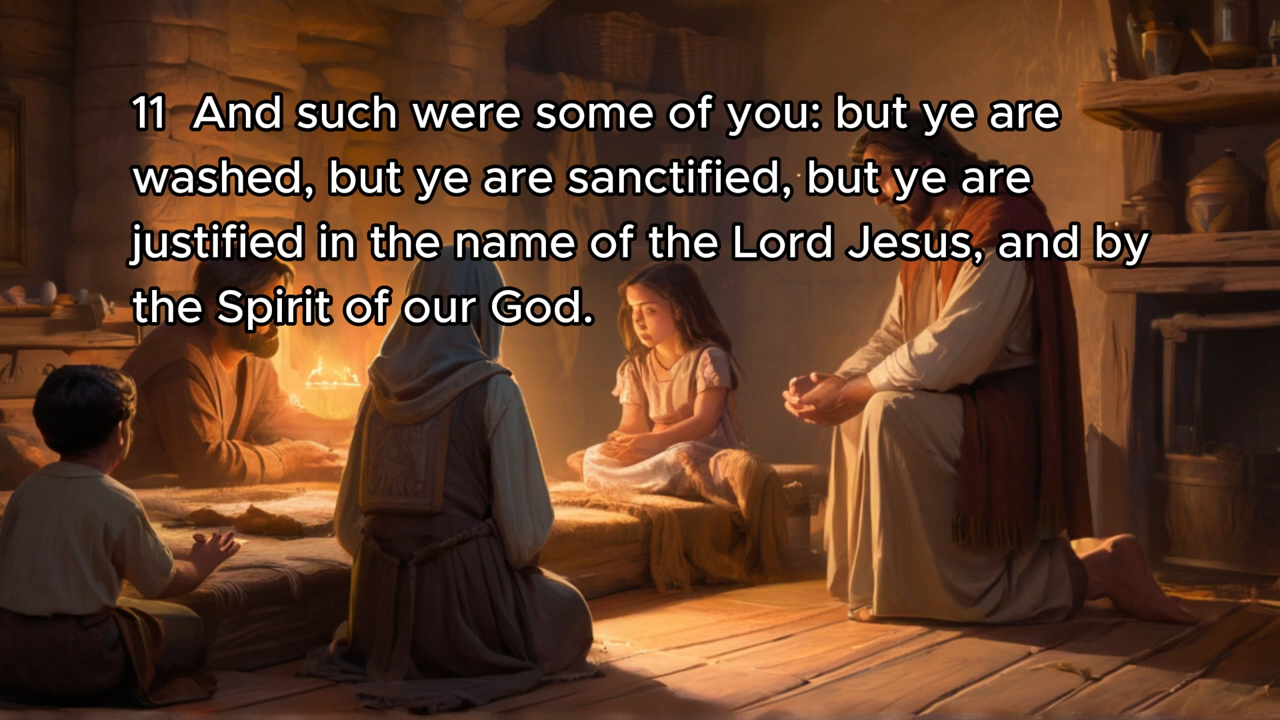 11  And such were some of you: but ye are
washed, but ye are sanctified, but ye are
justified in the name of the Lord Jesus, and by
the Spirit of our God.